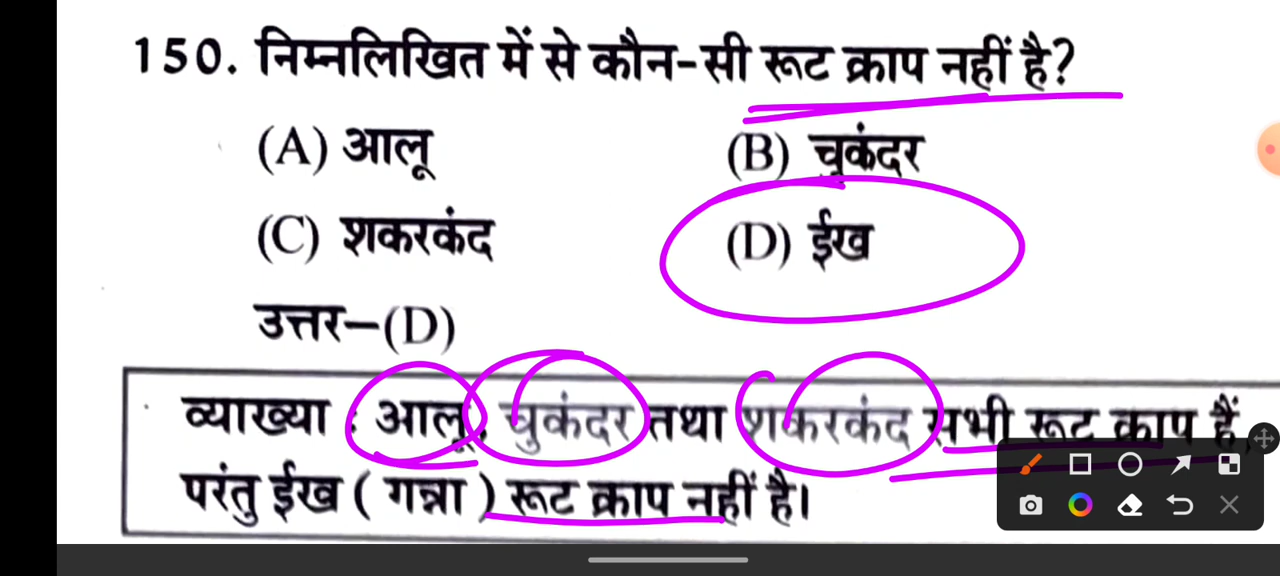 150. निम्नलिखित में से कौन-सी रूट क्राप नहीं है?
(A) आलू (B) चुकंदर
(C) शकरकंद (D) ईख
उत्तर–(D)
व्याख्या : आलू, चुकंदर तथा शकरकंद सभी रूट क्राप हैं,
परंतु ईख ( गन्ना ) रूट क्राप नहीं है।